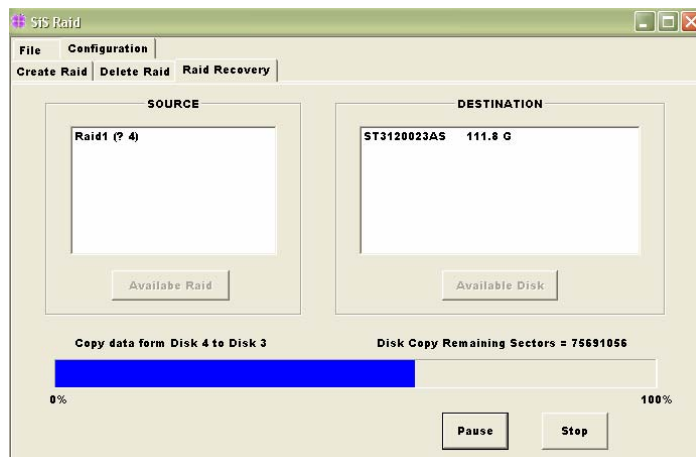 SiS Raid
File Configuration
Create Raid Delete Raid Raid Recovery
SOURCE DESTINATION
Raid1 (? 4) ST3120023AS 111.8 G
Availabe Raid Available Disk
Copy data form Disk 4 to Disk 3 Disk Copy Remaining Sectors = 75691056
0% 100%
Pause Stop